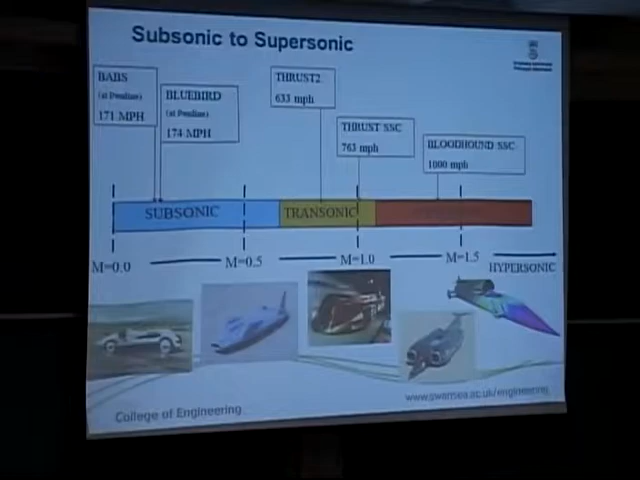 Subsonic to Supersonic
BABS
(at Pendine)
171 MPH
BLUEBIRD
(at Pendine)
174 MPH
THRUST2
633 mph
THRUST SSC
763 mph
BLOODHOUND SSC
1000 mph
SUBSONIC
TRANSONIC
M=0.0
M=0.5
M=1.0
M=1.5
HYPERSONIC
College of Engineering
www.swansea.ac.uk/engineering